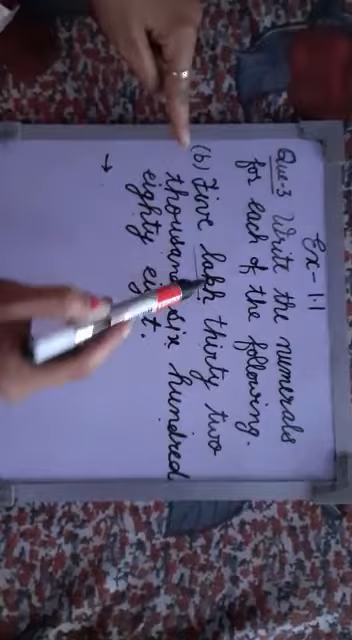 Ex-1.1
Que-3 Write the numerals
for each of the following.
(b) Five lakh thirty two
thousand six hundred
eighty eight.
→